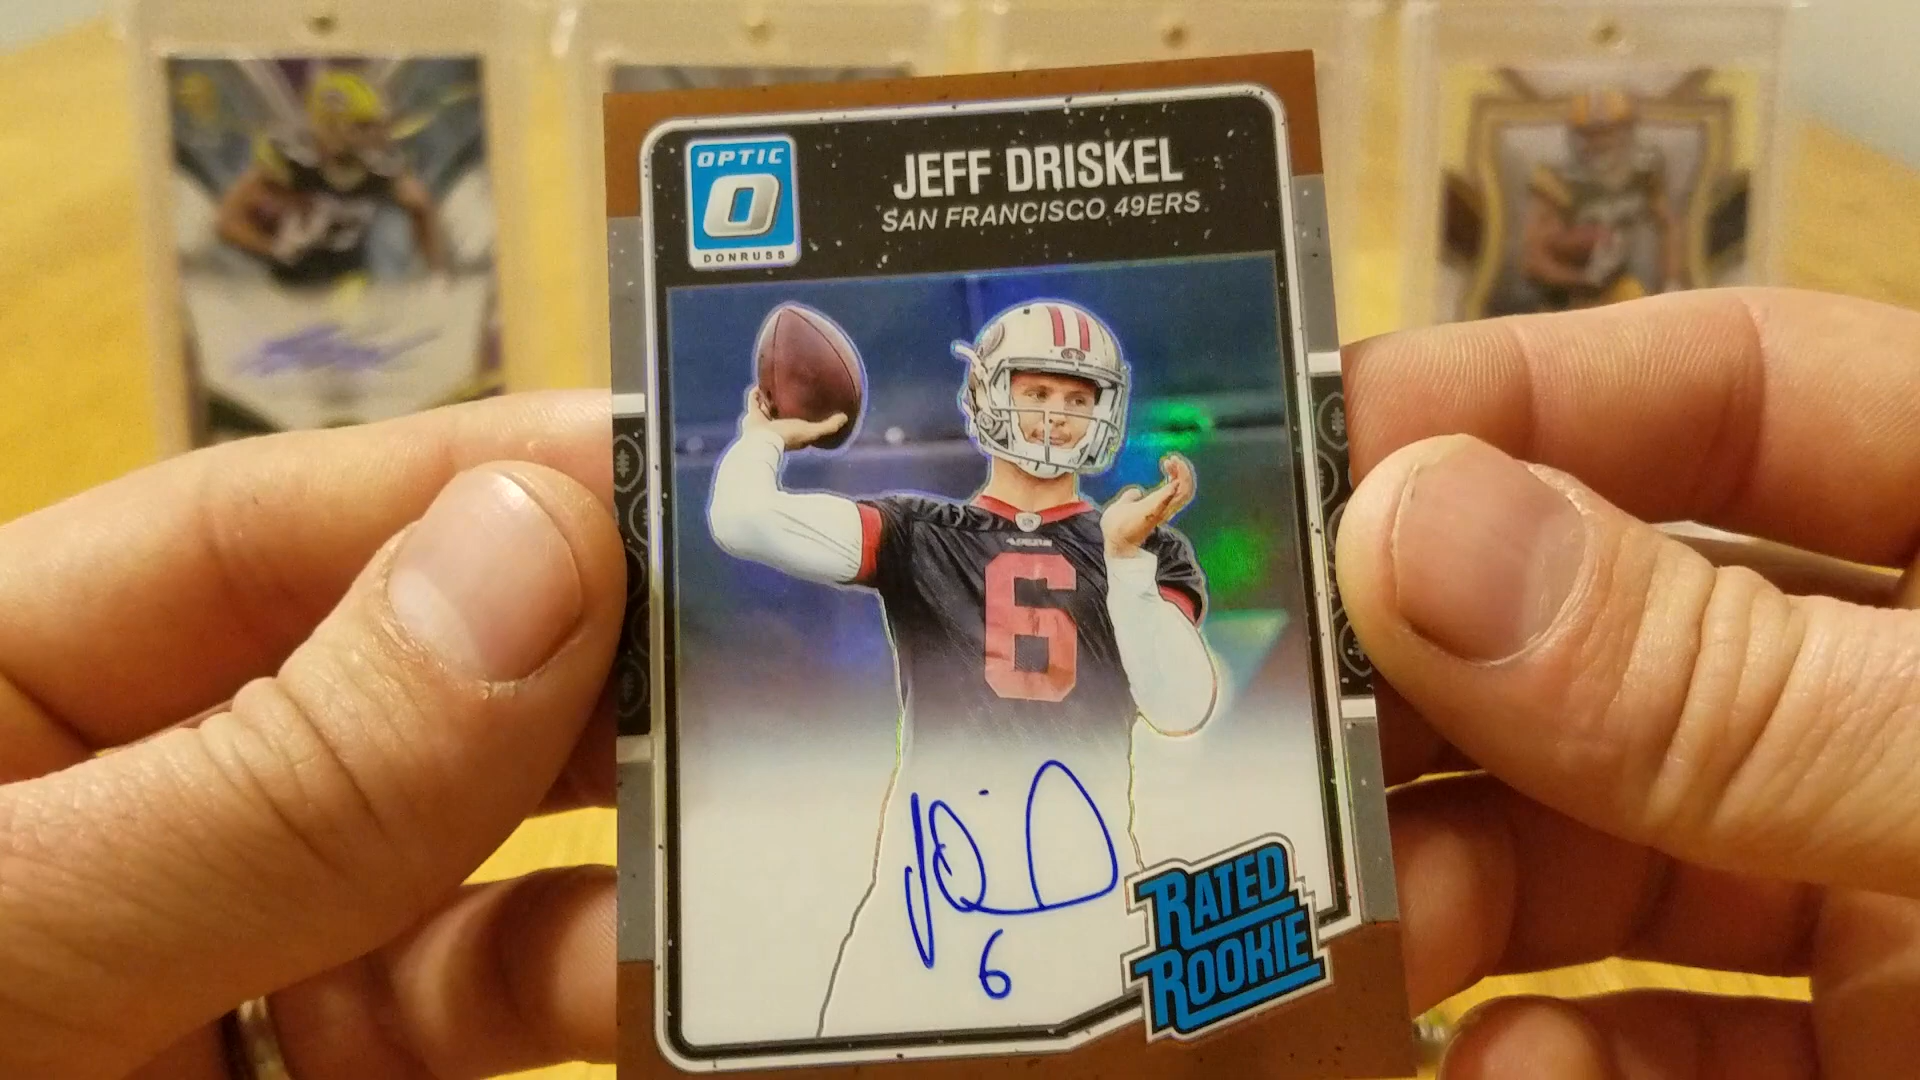 OPTIC
O
DONRUSS
JEFF DRISKEL
SAN FRANCISCO 49ERS
6
6
RATED
ROOKIE